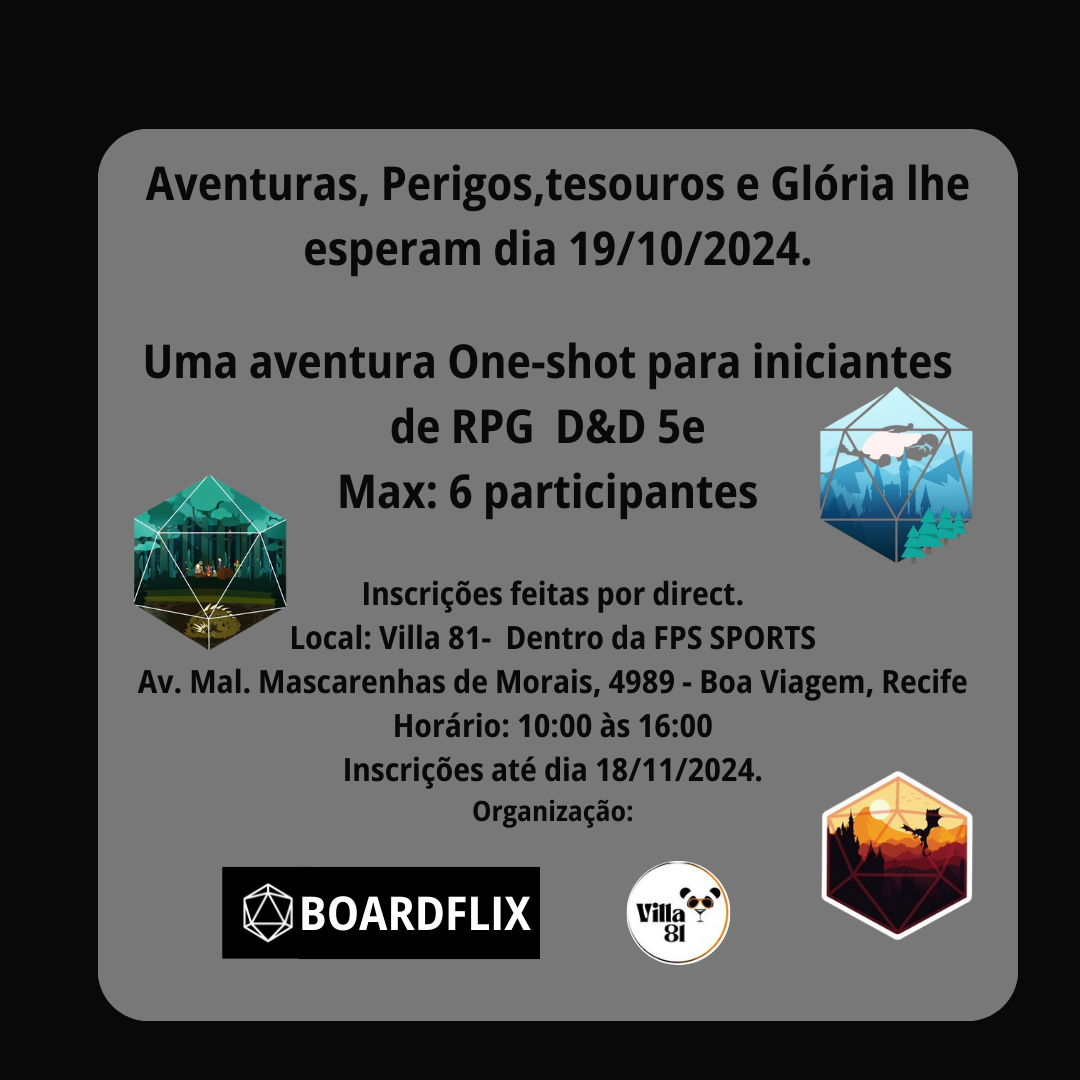 Aventuras, Perigos,tesouros e Glória lhe
esperam dia 19/10/2024.
Uma aventura One-shot para iniciantes
de RPG  D&D 5e
Max: 6 participantes
Inscrições feitas por direct.
Local: Villa 81-  Dentro da FPS SPORTS
Av. Mal. Mascarenhas de Morais, 4989 - Boa Viagem, Recife
Horário: 10:00 às 16:00
Inscrições até dia 18/11/2024.
Organização:
BOARDFLIX
Villa
81